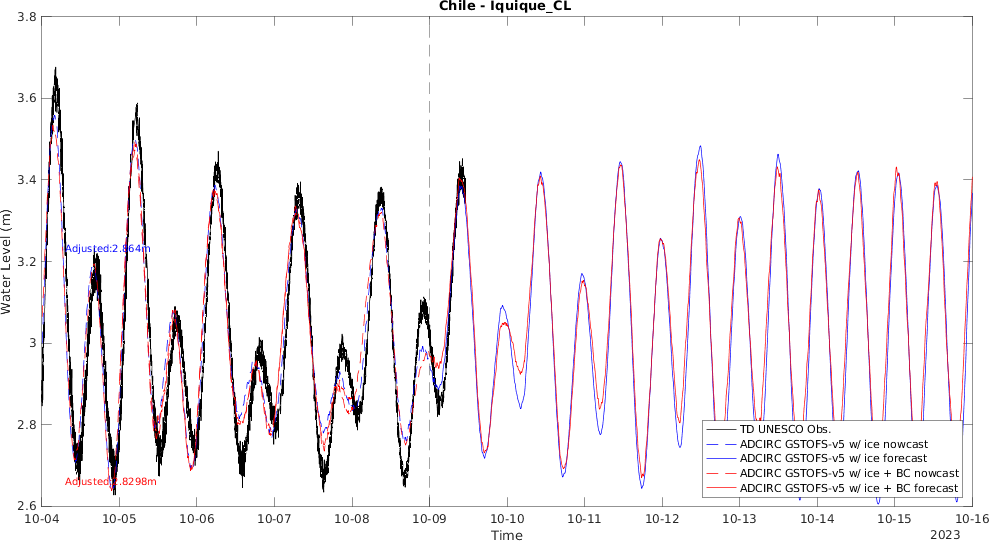 Chile - Iquique_CL
3.8
3.6
3.4
3.2
3
2.8
2.6
Water Level (m)
Adjusted:2.864m
Adjusted:2.8298m
TD UNESCO Obs.
ADCIRC GSTOFS-v5 w/ ice nowcast
ADCIRC GSTOFS-v5 w/ ice forecast
ADCIRC GSTOFS-v5 w/ ice + BC nowcast
ADCIRC GSTOFS-v5 w/ ice + BC forecast
10-04 10-05 10-06 10-07 10-08 10-09 10-10 10-11 10-12 10-13 10-14 10-15 10-16
Time
2023